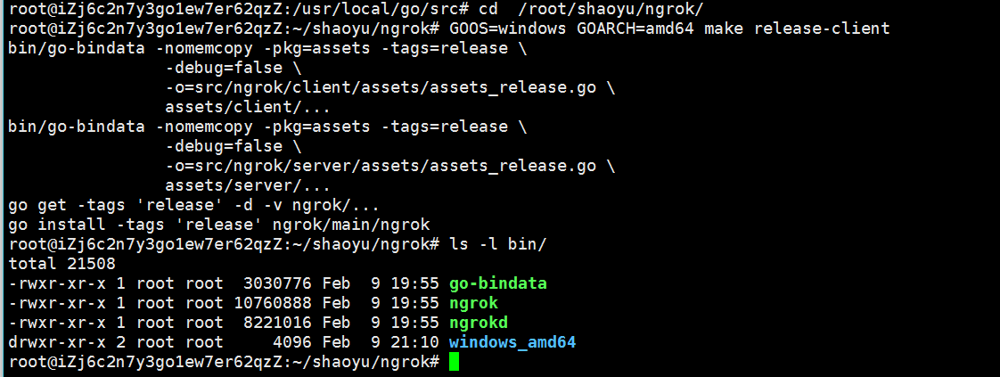 root@iZj6c2n7y3go1ew7er62qzZ:/usr/local/go/src# cd  /root/shaoyu/ngrok/
root@iZj6c2n7y3go1ew7er62qzZ:~/shaoyu/ngrok# GOOS=windows GOARCH=amd64 make release-client
bin/go-bindata -nomemcopy -pkg=assets -tags=release \
                -debug=false \
                -o=src/ngrok/client/assets/assets_release.go \
                assets/client/...
bin/go-bindata -nomemcopy -pkg=assets -tags=release \
                -debug=false \
                -o=src/ngrok/server/assets/assets_release.go \
                assets/server/...
go get -tags 'release' -d -v ngrok/...
go install -tags 'release' ngrok/main/ngrok
root@iZj6c2n7y3go1ew7er62qzZ:~/shaoyu/ngrok# ls -l bin/
total 21508
-rwxr-xr-x 1 root root  3030776 Feb  9 19:55 go-bindata
-rwxr-xr-x 1 root root 10760888 Feb  9 19:55 ngrok
-rwxr-xr-x 1 root root  8221016 Feb  9 19:55 ngrokd
drwxr-xr-x 2 root root     4096 Feb  9 21:10 windows_amd64
root@iZj6c2n7y3go1ew7er62qzZ:~/shaoyu/ngrok#